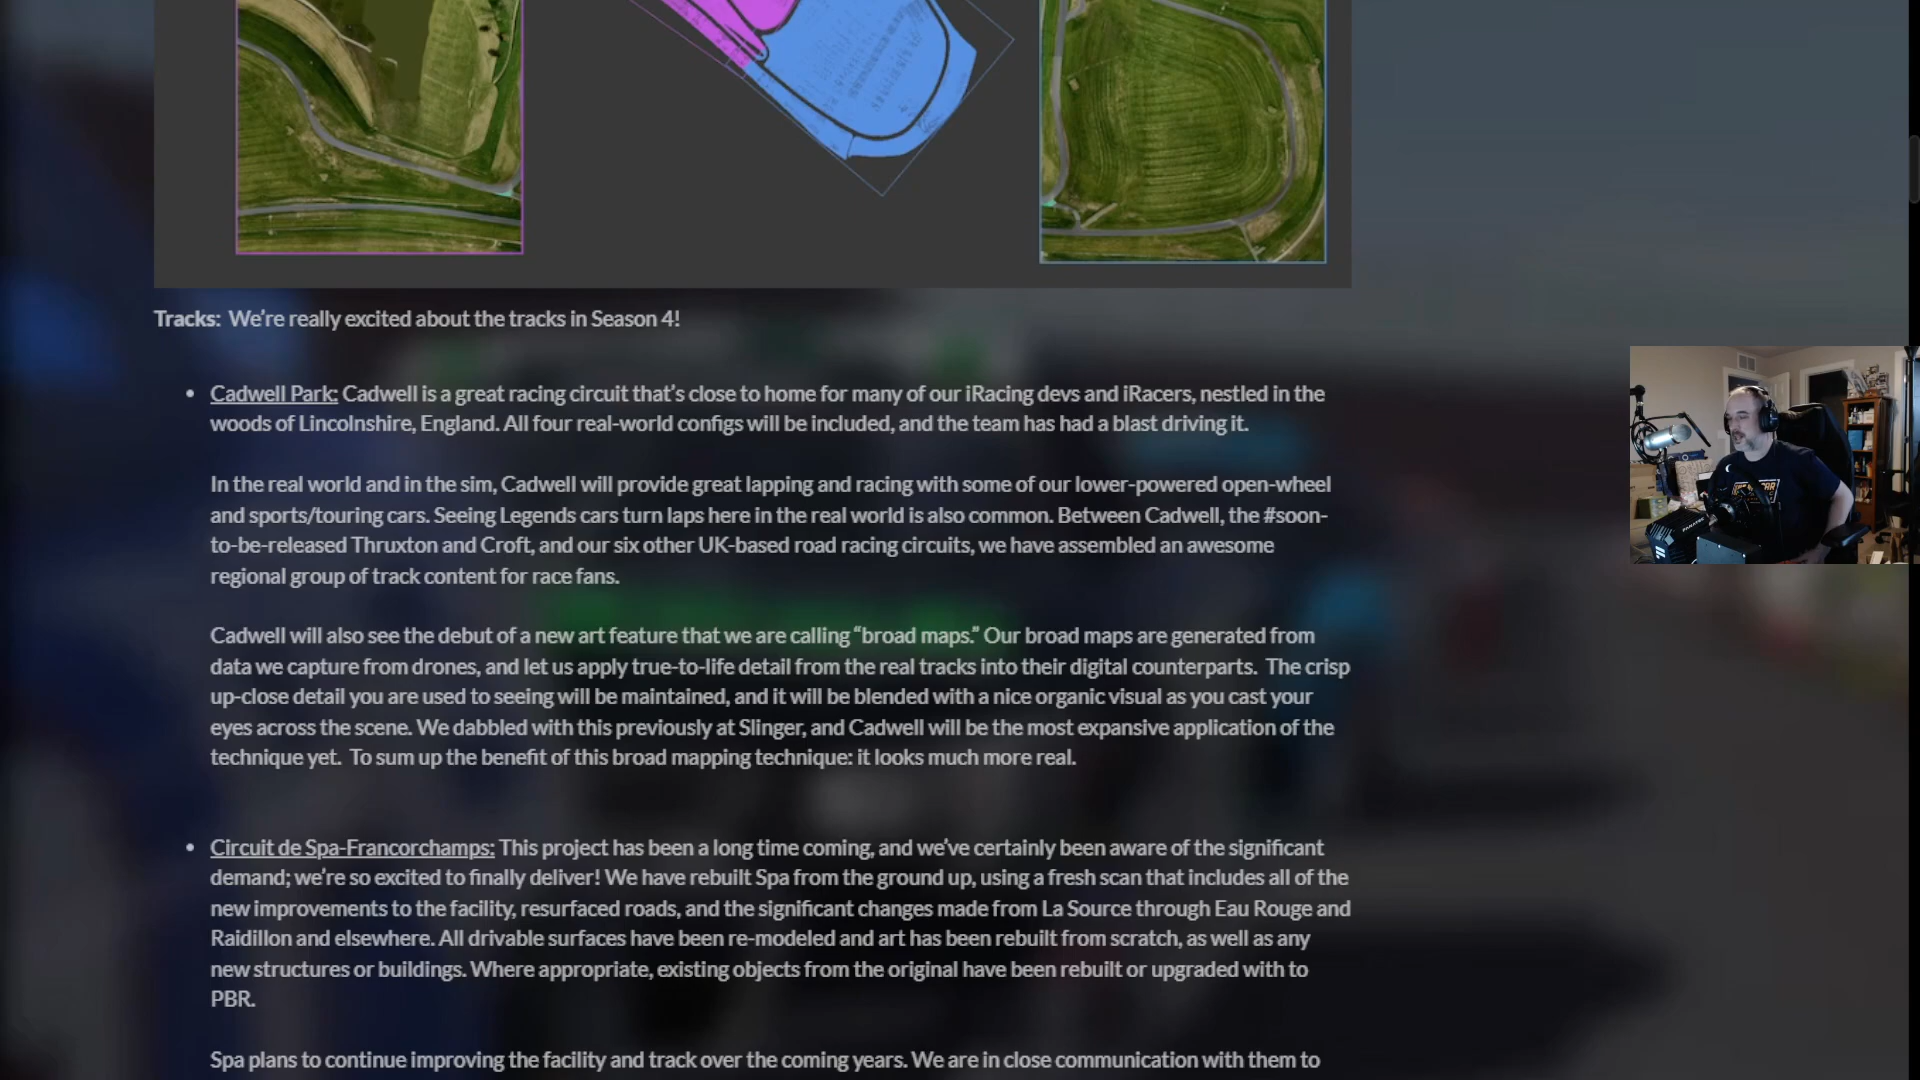 Tracks: We're really excited about the tracks in Season 4!
• Cadwell Park: Cadwell is a great racing circuit that's close to home for many of our iRacing devs and iRacers, nestled in the
woods of Lincolnshire, England. All four real-world configs will be included, and the team has had a blast driving it.
In the real world and in the sim, Cadwell will provide great lapping and racing with some of our lower-powered open-wheel
and sports/touring cars. Seeing Legends cars turn laps here in the real world is also common. Between Cadwell, the #soon-
to-be-released Thruxton and Croft, and our six other UK-based road racing circuits, we have assembled an awesome
regional group of track content for race fans.
Cadwell will also see the debut of a new art feature that we are calling “broad maps.” Our broad maps are generated from
data we capture from drones, and let us apply true-to-life detail from the real tracks into their digital counterparts. The crisp
up-close detail you are used to seeing will be maintained, and it will be blended with a nice organic visual as you cast your
eyes across the scene. We dabbled with this previously at Slinger, and Cadwell will be the most expansive application of the
technique yet. To sum up the benefit of this broad mapping technique: it looks much more real.
• Circuit de Spa-Francorchamps: This project has been a long time coming, and we've certainly been aware of the significant
demand; we're so excited to finally deliver! We have rebuilt Spa from the ground up, using a fresh scan that includes all of the
new improvements to the facility, resurfaced roads, and the significant changes made from La Source through Eau Rouge and
Raidillon and elsewhere. All drivable surfaces have been re-modeled and art has been rebuilt from scratch, as well as any
new structures or buildings. Where appropriate, existing objects from the original have been rebuilt or upgraded with to
PBR.
Spa plans to continue improving the facility and track over the coming years. We are in close communication with them to
FANATEC